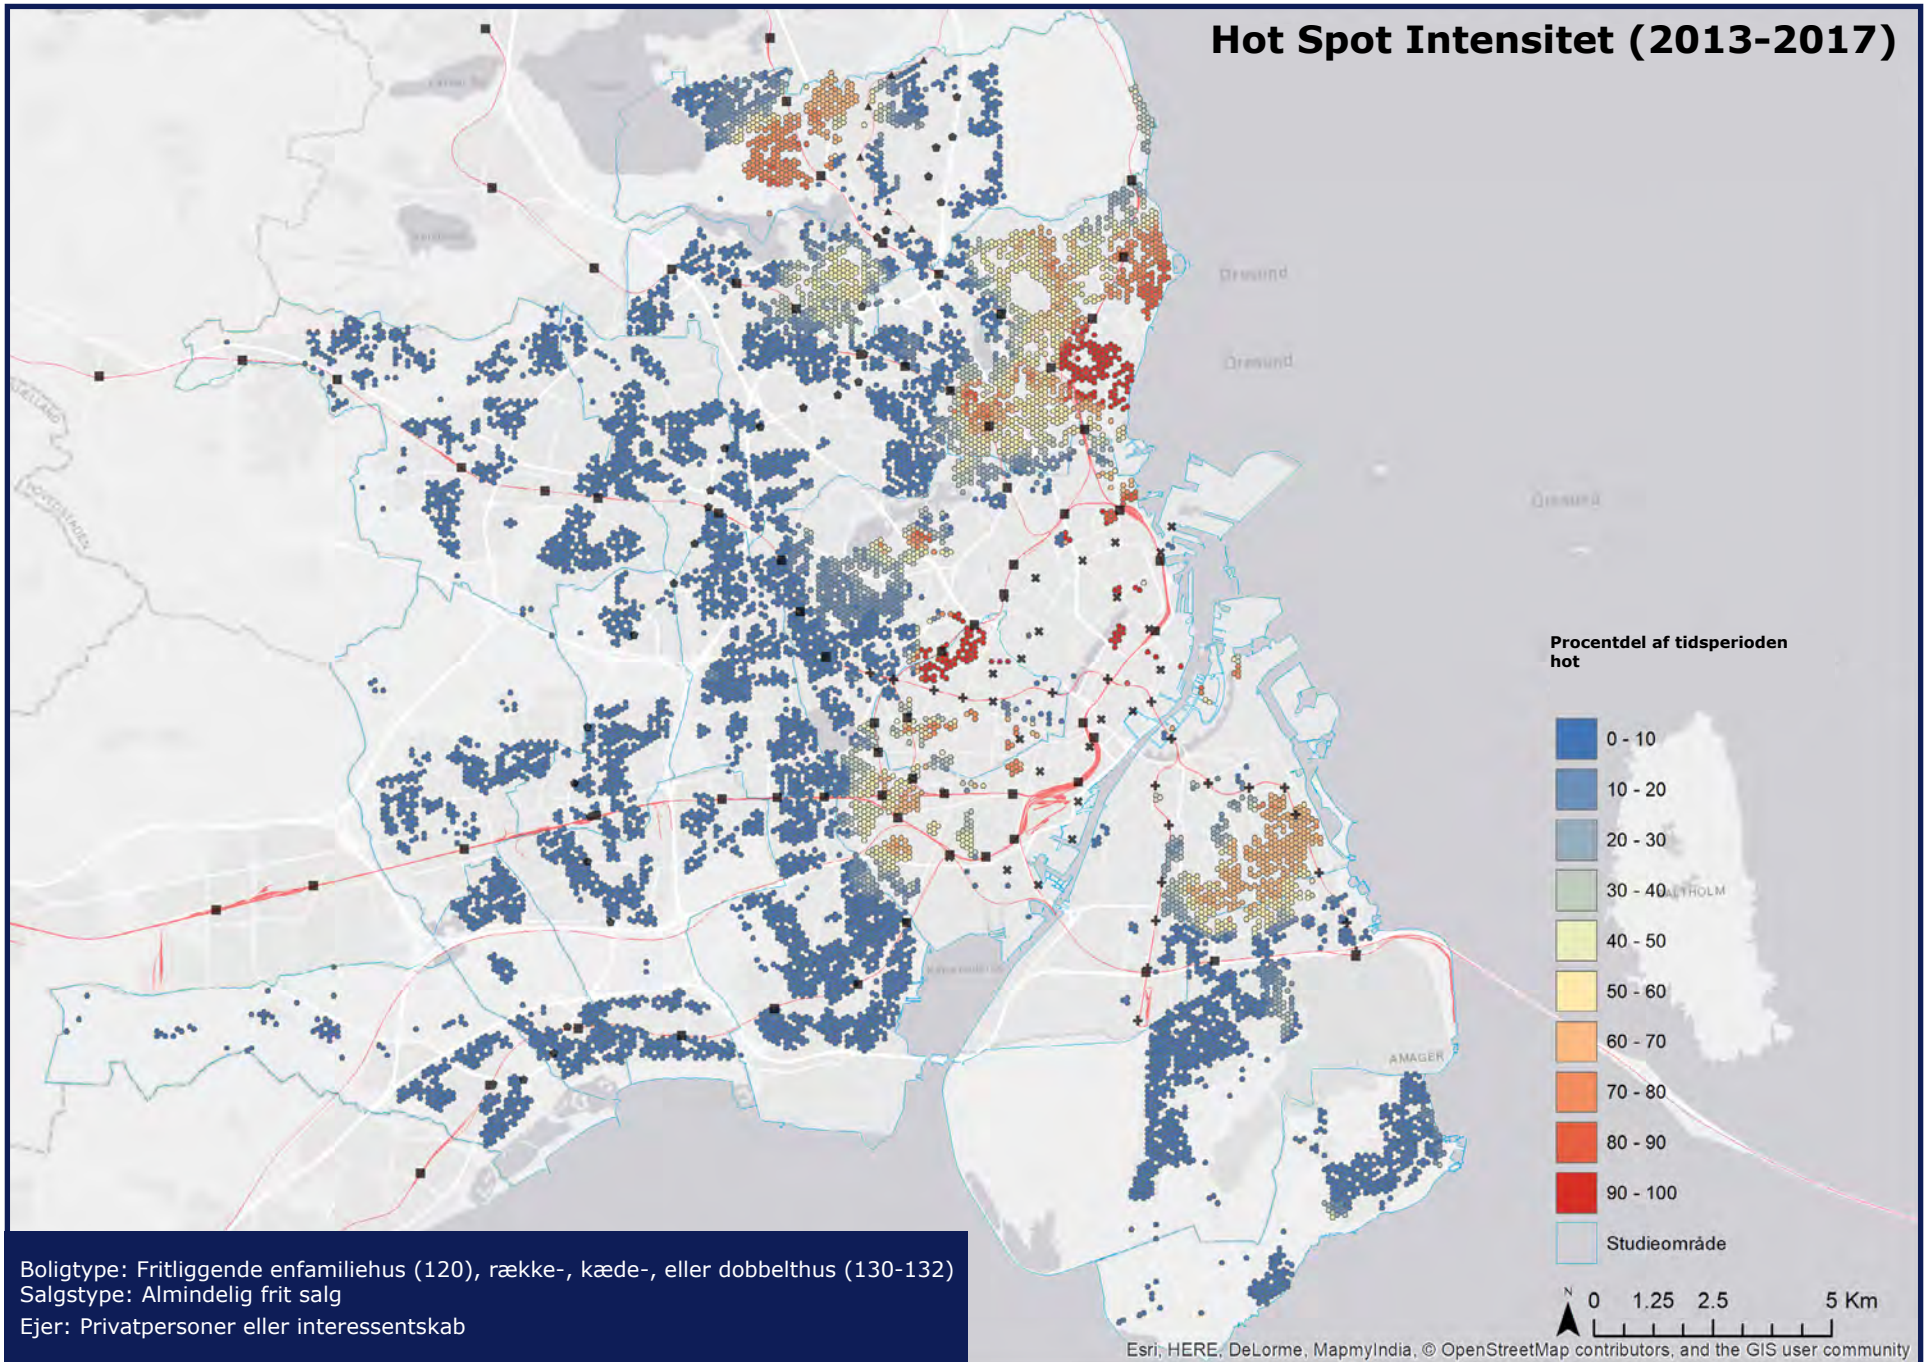 Hot Spot Intensitet (2013-2017)
Øresund
Øresund
Øresund
SJÆLLAND
HOVEDSTADEN
Procentdel af tidsperioden
hot
0 - 10
10 - 20
20 - 30
30 - 40
SALTHOLM
40 - 50
50 - 60
60 - 70
AMAGER
70 - 80
80 - 90
90 - 100
Studieområde
N
0 1.25 2.5 5 Km
Boligtype: Fritliggende enfamiliehus (120), række-, kæde-, eller dobbelthus (130-132)
Salgstype: Almindelig frit salg
Ejer: Privatpersoner eller interessentskab
Esri, HERE, DeLorme, MapmyIndia, © OpenStreetMap contributors, and the GIS user community